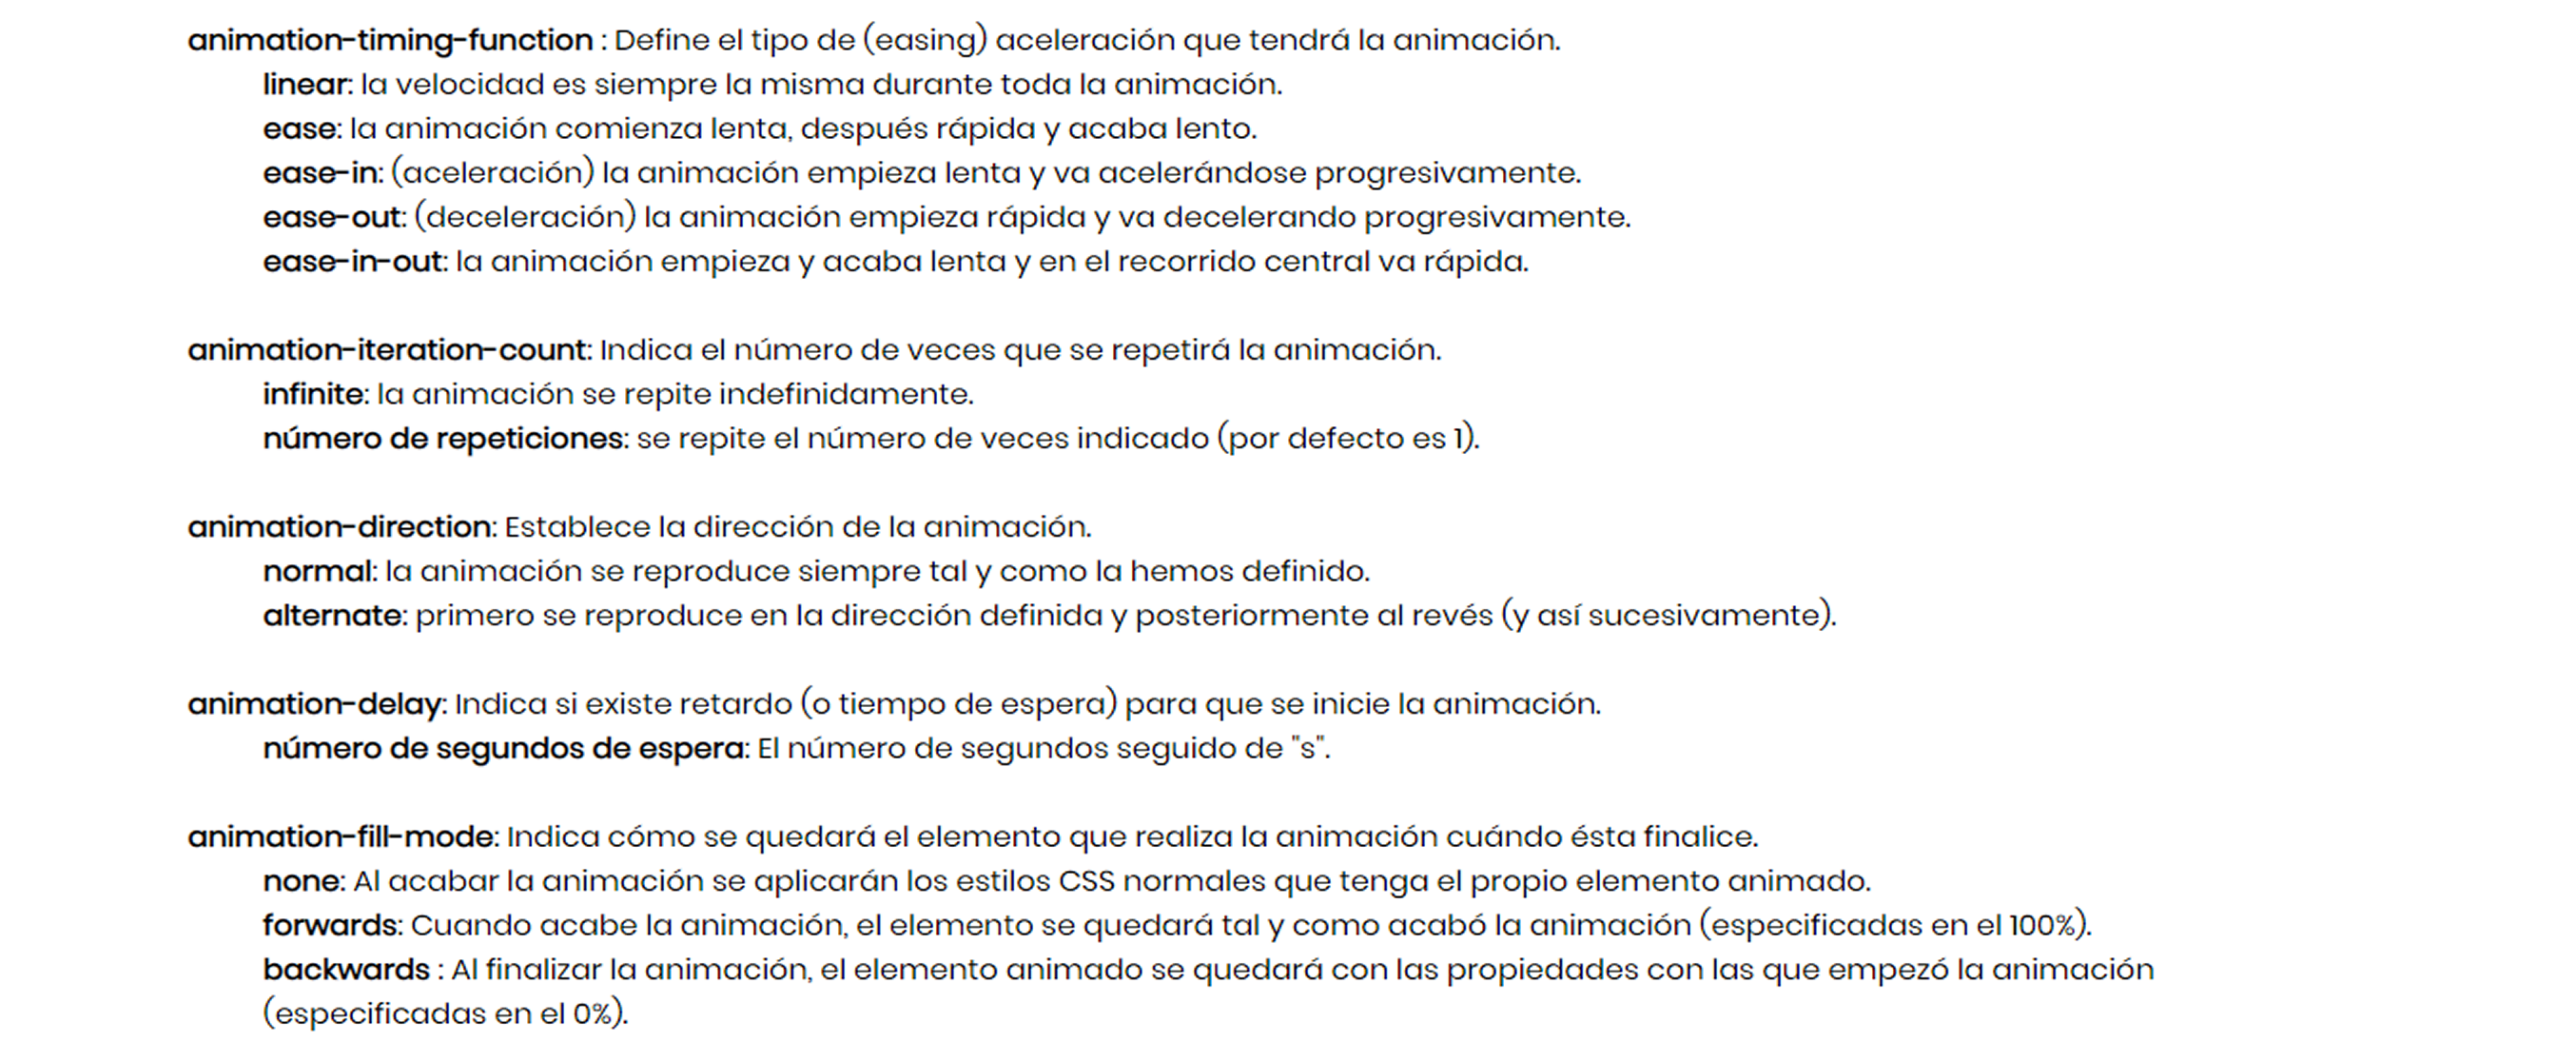 animation-timing-function : Define el tipo de (easing) aceleración que tendrá la animación.
linear: la velocidad es siempre la misma durante toda la animación.
ease: la animación comienza lenta, después rápida y acaba lento.
ease-in: (aceleración) la animación empieza lenta y va acelerándose progresivamente.
ease-out: (deceleración) la animación empieza rápida y va decelerando progresivamente.
ease-in-out: la animación empieza y acaba lenta y en el recorrido central va rápida.
animation-iteration-count: Indica el número de veces que se repetirá la animación.
infinite: la animación se repite indefinidamente.
número de repeticiones: se repite el número de veces indicado (por defecto es 1).
animation-direction: Establece la dirección de la animación.
normal: la animación se reproduce siempre tal y como la hemos definido.
alternate: primero se reproduce en la dirección definida y posteriormente al revés (y así sucesivamente).
animation-delay: Indica si existe retardo (o tiempo de espera) para que se inicie la animación.
número de segundos de espera: El número de segundos seguido de "s".
animation-fill-mode: Indica cómo se quedará el elemento que realiza la animación cuándo ésta finalice.
none: Al acabar la animación se aplicarán los estilos CSS normales que tenga el propio elemento animado.
forwards: Cuando acabe la animación, el elemento se quedará tal y como acabó la animación (especificadas en el 100%).
backwards : Al finalizar la animación, el elemento animado se quedará con las propiedades con las que empezó la animación
(especificadas en el 0%).